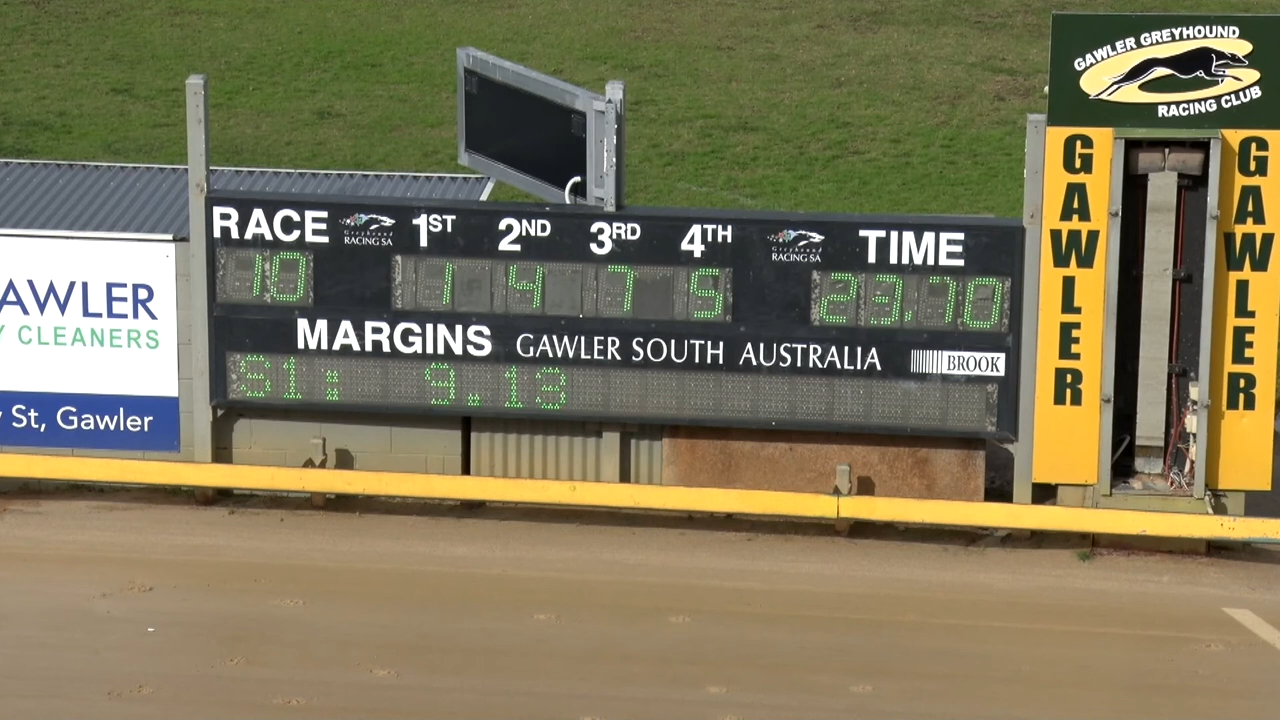 GAWLER GREYHOUND
RACING CLUB
GAWLER
GAWLER
RACE
Greyhound
RACING SA
1ST
2ND
3RD
4TH
Greyhound
RACING SA
TIME
10
1
4
7
5
23.70
MARGINS
GAWLER SOUTH AUSTRALIA
BROOK
S1: 9.13
AWLER
Y CLEANERS
St, Gawler